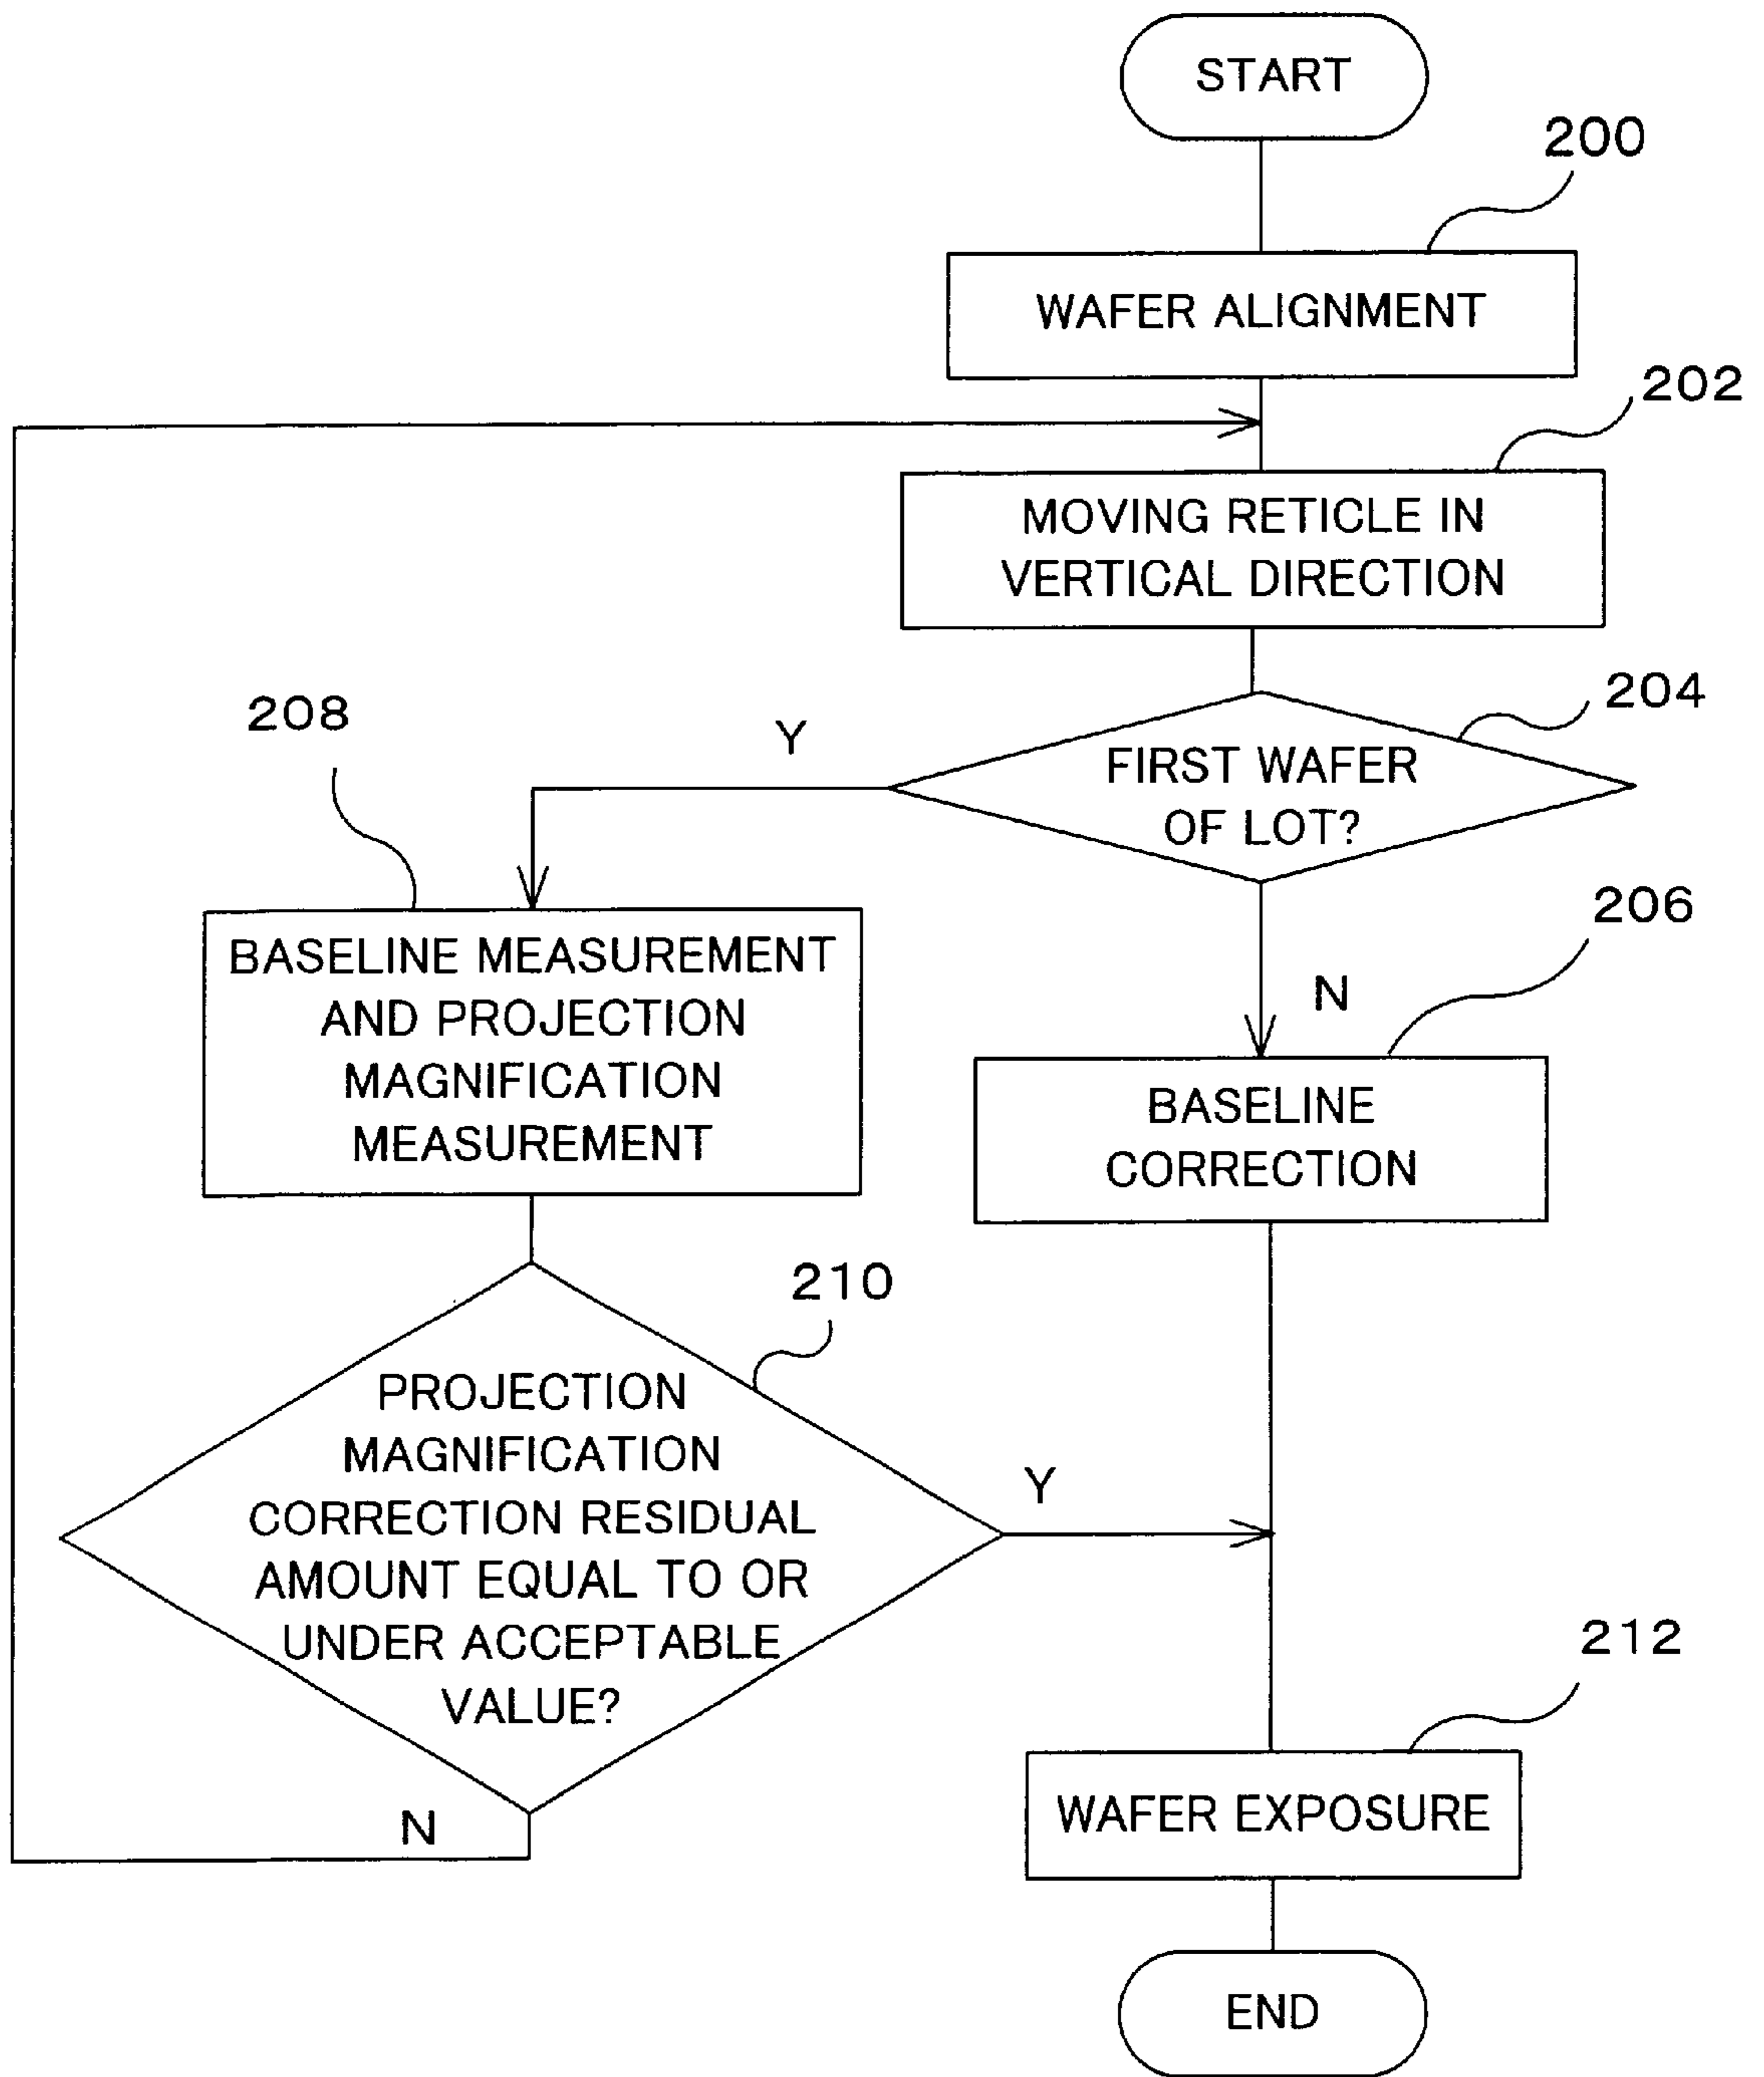 START
200
WAFER ALIGNMENT
202
MOVING RETICLE IN
VERTICAL DIRECTION
204
FIRST WAFER
OF LOT?
Y
208
BASELINE MEASUREMENT
AND PROJECTION
MAGNIFICATION
MEASUREMENT
N
206
BASELINE
CORRECTION
210
PROJECTION
MAGNIFICATION
CORRECTION RESIDUAL
AMOUNT EQUAL TO OR
UNDER ACCEPTABLE
VALUE?
Y
N
212
WAFER EXPOSURE
END